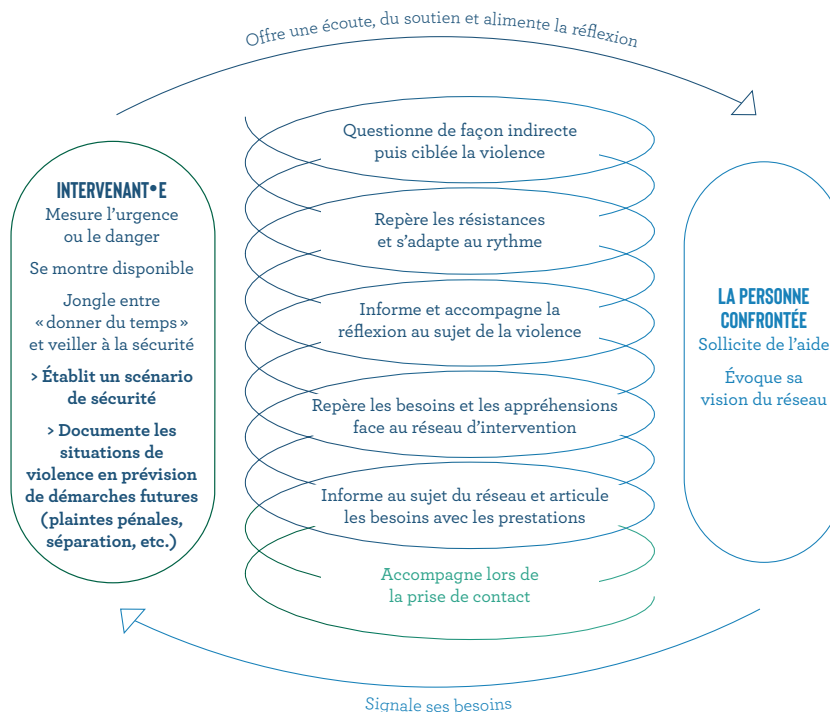 Offre une écoute, du soutien et alimente la réflexion
INTERVENANT•E
Mesure l'urgence
ou le danger
Se montre disponible
Jongle entre
«donner du temps»
et veiller à la sécurité
> Établit un scénario
de sécurité
> Documente les
situations de
violence en prévision
de démarches futures
(plaintes pénales,
séparation, etc.)
Questionne de façon indirecte
puis ciblée la violence
Repère les résistances
et s'adapte au rythme
Informe et accompagne la
réflexion au sujet de la violence
Repère les besoins et les appréhensions
face au réseau d'intervention
Informe au sujet du réseau et articule
les besoins avec les prestations
Accompagne lors de
la prise de contact
LA PERSONNE
CONFRONTÉE
Sollicite de l'aide
Évoque sa
vision du réseau
Signale ses besoins